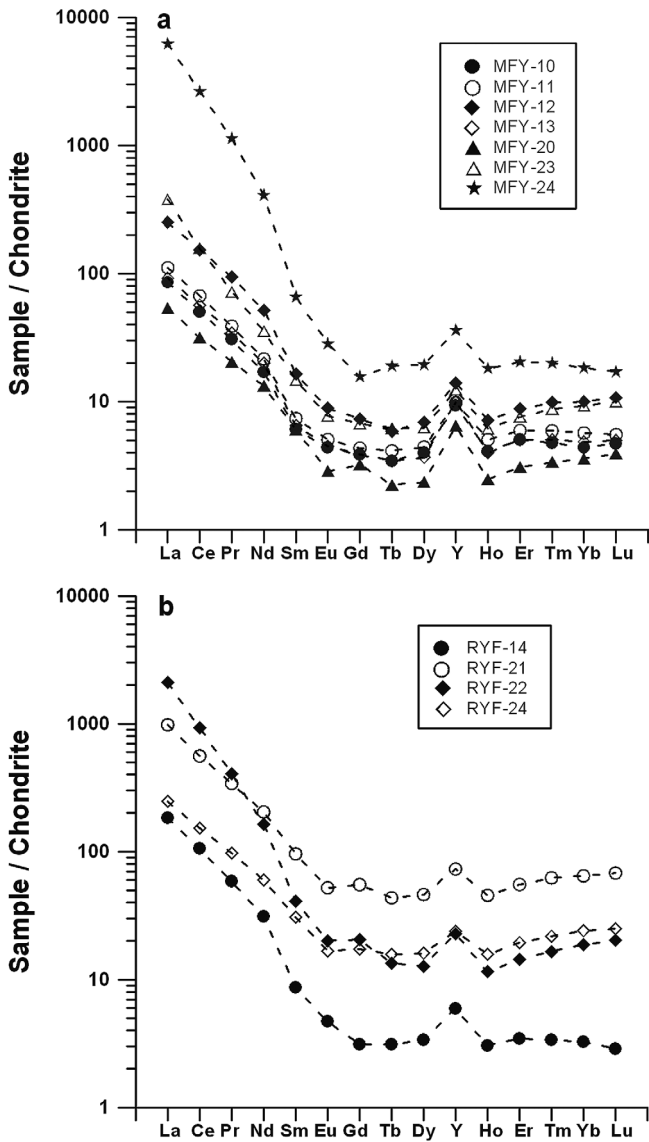 a
10000
1000
100
10
1
Sample / Chondrite
MFY-10
MFY-11
MFY-12
MFY-13
MFY-20
MFY-23
MFY-24
La Ce Pr Nd Sm Eu Gd Tb Dy Y Ho Er Tm Yb Lu
b
10000
1000
100
10
1
Sample / Chondrite
RYF-14
RYF-21
RYF-22
RYF-24
La Ce Pr Nd Sm Eu Gd Tb Dy Y Ho Er Tm Yb Lu